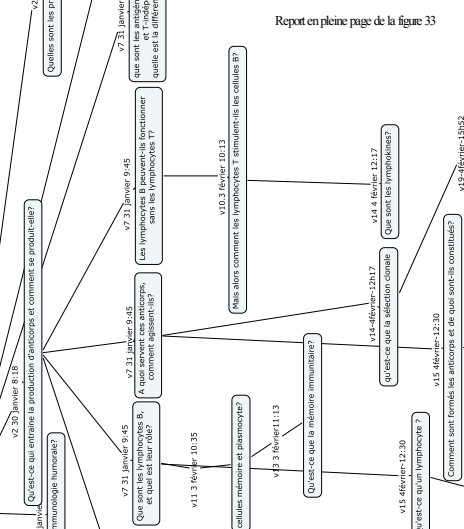 Report en pleine page de la figure 33
Quelles sont les pr
v7 31 janvier
que sont les antigèn
et T-indép
quelle est la différen
v7 31 janvier 9:45
Les lymphocytes B peuvent-ils fonctionner
sans les lymphocytes T?
v10.3 février 10:13
Mais alors comment les lymphocytes T stimulent-ils les cellules B?
v14 4 février 12:17
Que sont les lymphokines?
v19-4février-15h52
v2 30 janvier 8:18
Qu'est-ce qui entraine la production d'anticorps et comment se produit-elle?
v7 31 janvier 9:45
A quoi servent ces anticorps,
comment agissent-ils?
v14-4février-12h17
qu'est-ce que la sélection clonale
v15 4février-12:30
Comment sont formés les anticorps et de quoi sont-ils constitués?
mmunologie humorale?
v7 31 janvier 9:45
Que sont les lymphocytes B,
et quel est leur rôle?
v11 3 février 10:35
cellules mémoire et plasmocyte?
v13 3 février11:13
Qu'est-ce que la mémoire immunitaire?
v15 4février-12:30
u'est-ce qu'un lymphocyte ?